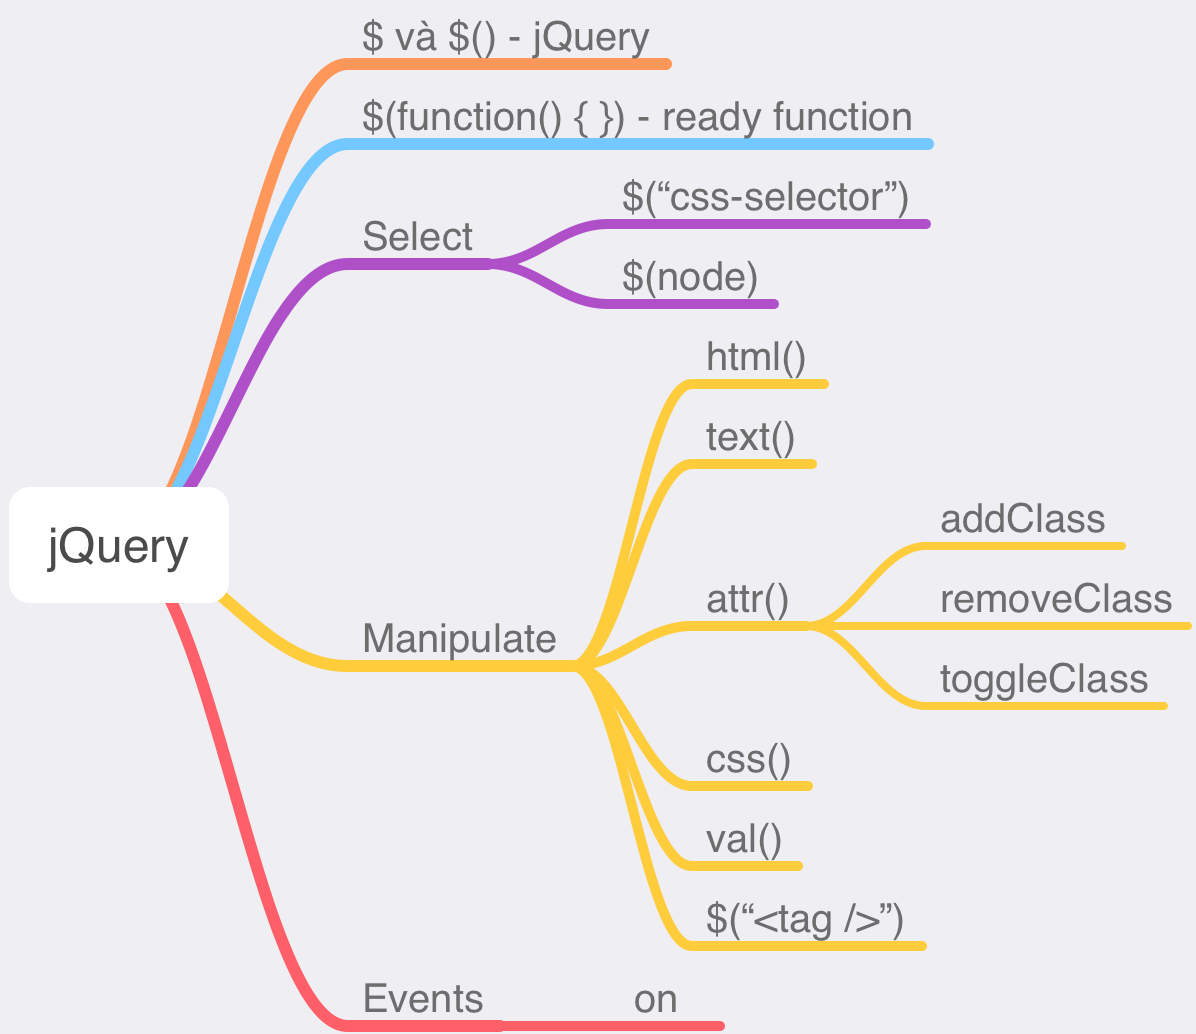 $ và $() - jQuery
$(function() { }) - ready function
Select
$(“css-selector”)
$(node)
jQuery
Manipulate
html()
text()
attr()
addClass
removeClass
toggleClass
css()
val()
$(“<tag />”)
Events
on